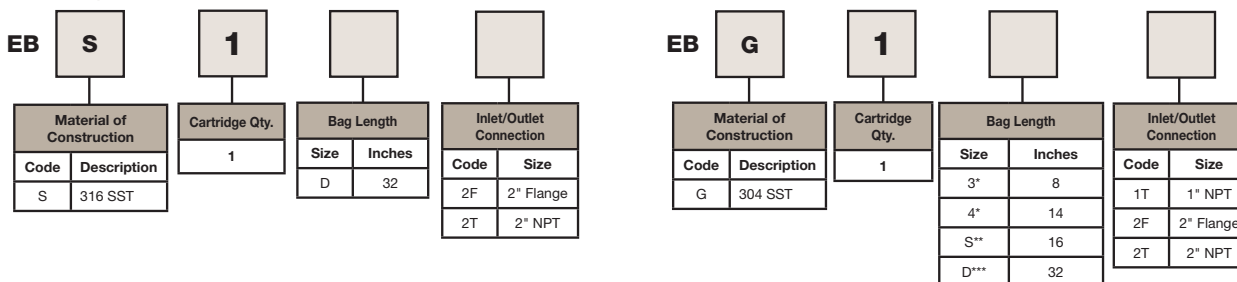 EB S 1
Material of
Construction
Code Description
S 316 SST
Cartridge Qty.
1
Bag Length
Size Inches
D 32
Inlet/Outlet
Connection
Code Size
2F 2" Flange
2T 2" NPT
EB G 1
Material of
Construction
Code Description
G 304 SST
Cartridge
Qty.
1
Bag Length
Size Inches
3* 8
4* 14
S** 16
D*** 32
Inlet/Outlet
Connection
Code Size
1T 1" NPT
2F 2" Flange
2T 2" NPT